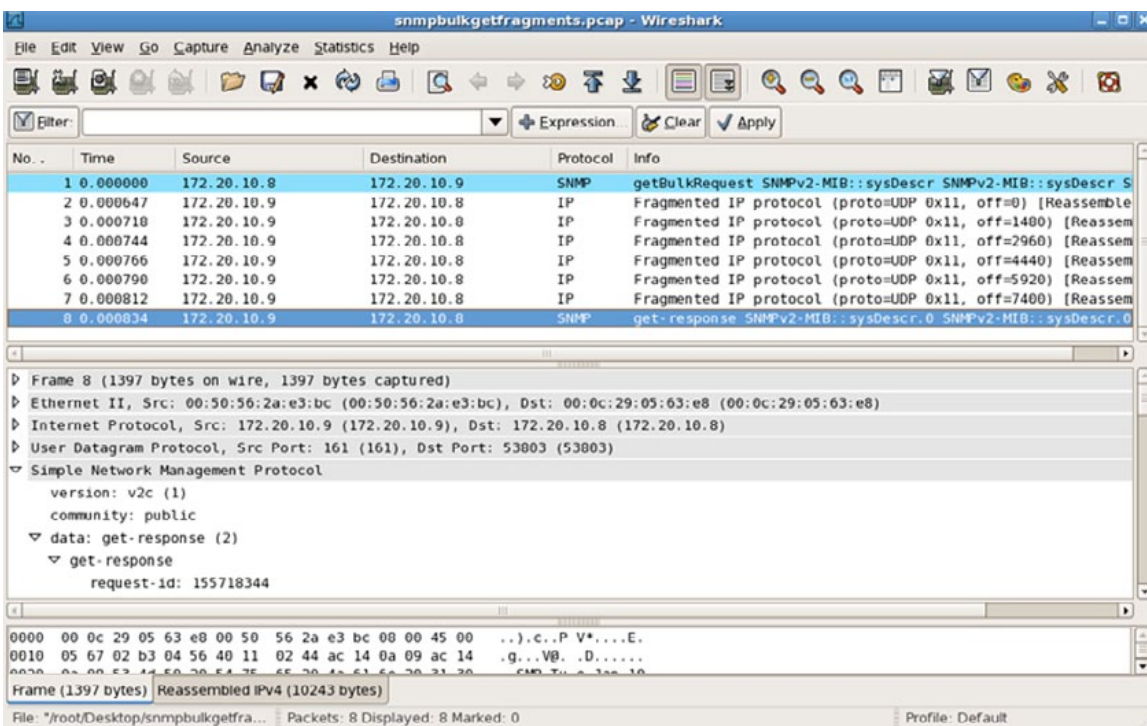 snmpbulkgetfragments.pcap - Wireshark
File Edit View Go Capture Analyze Statistics Help
Filter: Expression... Clear Apply
No. . Time Source Destination Protocol Info
1 0.000000 172.20.10.8 172.20.10.9 SNMP getBulkRequest SNMPv2-MIB::sysDescr SNMPv2-MIB::sysDescr S
2 0.000647 172.20.10.9 172.20.10.8 IP Fragmented IP protocol (proto=UDP 0x11, off=0) [Reassemble
3 0.000718 172.20.10.9 172.20.10.8 IP Fragmented IP protocol (proto=UDP 0x11, off=1480) [Reassem
4 0.000744 172.20.10.9 172.20.10.8 IP Fragmented IP protocol (proto=UDP 0x11, off=2960) [Reassem
5 0.000766 172.20.10.9 172.20.10.8 IP Fragmented IP protocol (proto=UDP 0x11, off=4440) [Reassem
6 0.000790 172.20.10.9 172.20.10.8 IP Fragmented IP protocol (proto=UDP 0x11, off=5920) [Reassem
7 0.000812 172.20.10.9 172.20.10.8 IP Fragmented IP protocol (proto=UDP 0x11, off=7400) [Reassem
8 0.000834 172.20.10.9 172.20.10.8 SNMP get-response SNMPv2-MIB::sysDescr.0 SNMPv2-MIB::sysDescr.0
Frame 8 (1397 bytes on wire, 1397 bytes captured)
Ethernet II, Src: 00:50:56:2a:e3:bc (00:50:56:2a:e3:bc), Dst: 00:0c:29:05:63:e8 (00:0c:29:05:63:e8)
Internet Protocol, Src: 172.20.10.9 (172.20.10.9), Dst: 172.20.10.8 (172.20.10.8)
User Datagram Protocol, Src Port: 161 (161), Dst Port: 53803 (53803)
Simple Network Management Protocol
version: v2c (1)
community: public
data: get-response (2)
get-response
request-id: 155718344
0000 00 0c 29 05 63 e8 00 50 56 2a e3 bc 08 00 45 00 ..).c..P V*....E.
0010 05 67 02 b3 04 56 40 11 02 44 ac 14 0a 09 ac 14 .g...V@. .D......
Frame (1397 bytes) Reassembled IPv4 (10243 bytes)
File: "/root/Desktop/snmpbulkgetfra... Packets: 8 Displayed: 8 Marked: 0 Profile: Default